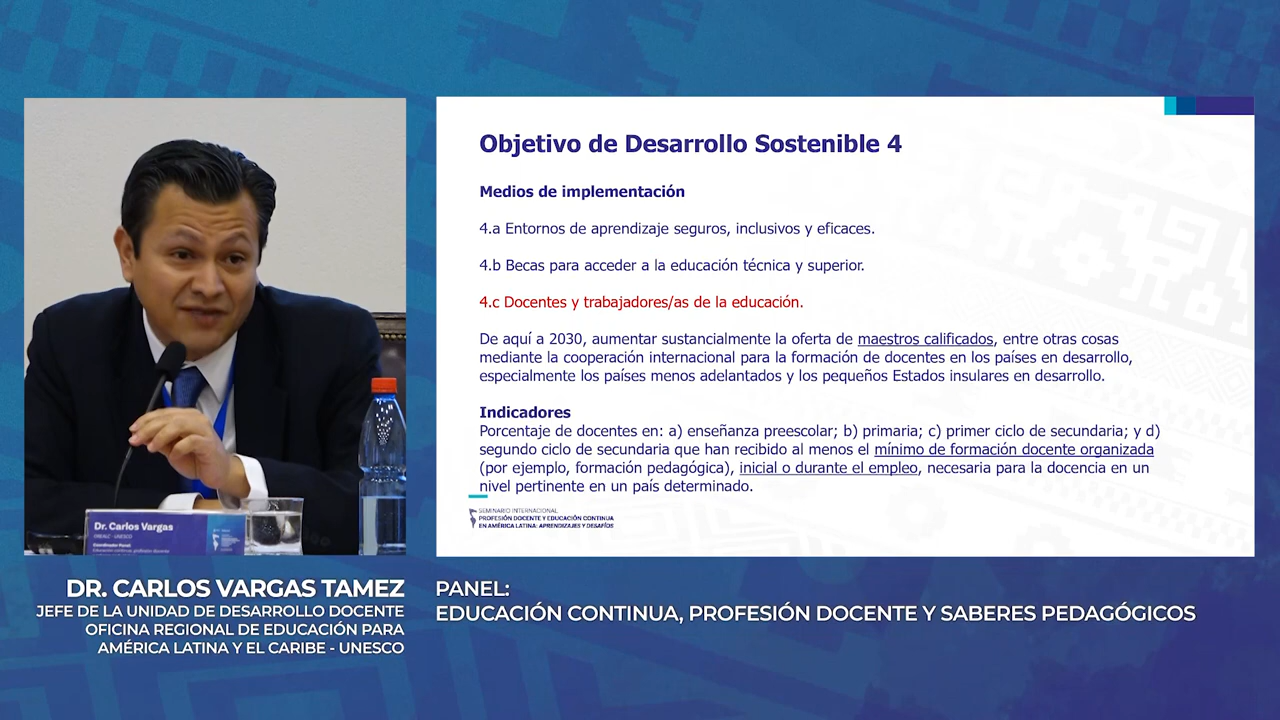 Objetivo de Desarrollo Sostenible 4
Medios de implementación
4.a Entornos de aprendizaje seguros, inclusivos y eficaces.
4.b Becas para acceder a la educación técnica y superior.
4.c Docentes y trabajadores/as de la educación.
De aquí a 2030, aumentar sustancialmente la oferta de maestros calificados, entre otras cosas
mediante la cooperación internacional para la formación de docentes en los países en desarrollo,
especialmente los países menos adelantados y los pequeños Estados insulares en desarrollo.
Indicadores
Porcentaje de docentes en: a) enseñanza preescolar; b) primaria; c) primer ciclo de secundaria; y d)
segundo ciclo de secundaria que han recibido al menos el mínimo de formación docente organizada
(por ejemplo, formación pedagógica), inicial o durante el empleo, necesaria para la docencia en un
nivel pertinente en un país determinado.
SEMINARIO INTERNACIONAL
PROFESIÓN DOCENTE Y EDUCACIÓN CONTINUA
EN AMÉRICA LATINA: APRENDIZAJES Y DESAFÍOS
Dr. Carlos Vargas
OREALC - UNESCO
Coordinador Panel
DR. CARLOS VARGAS TAMEZ
JEFE DE LA UNIDAD DE DESARROLLO DOCENTE
OFICINA REGIONAL DE EDUCACIÓN PARA
AMÉRICA LATINA Y EL CARIBE - UNESCO
PANEL:
EDUCACIÓN CONTINUA, PROFESIÓN DOCENTE Y SABERES PEDAGÓGICOS